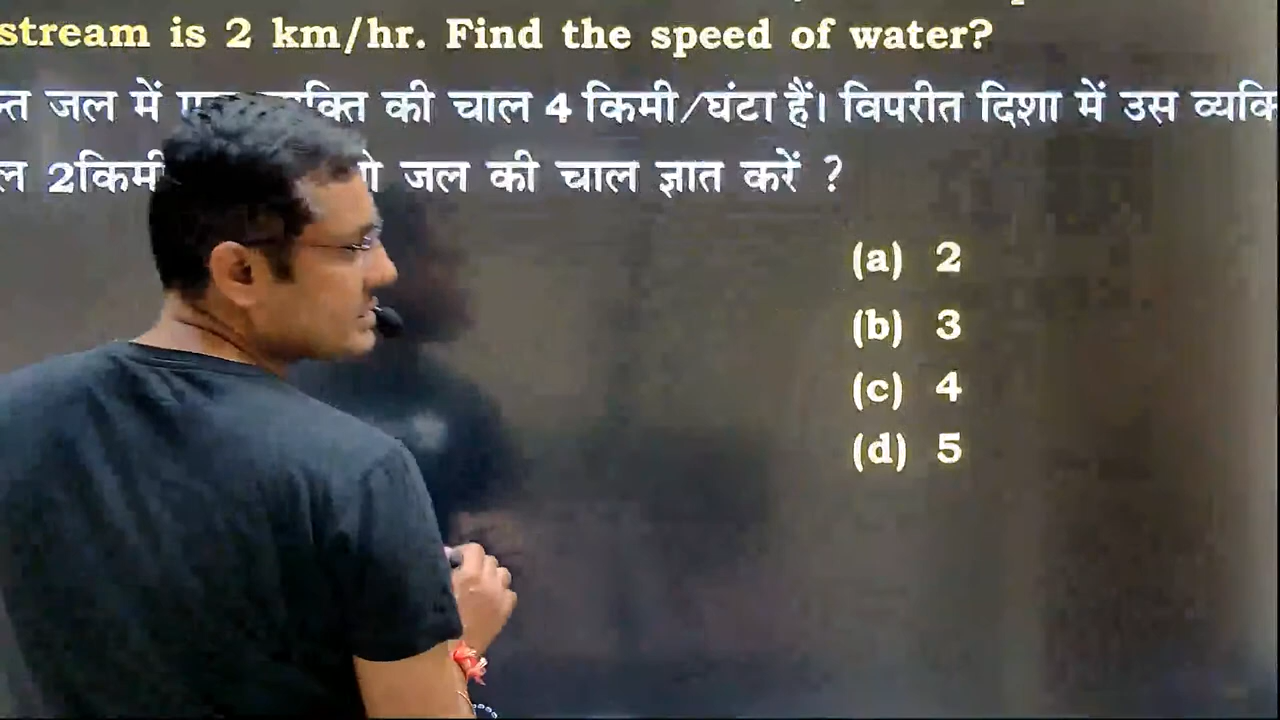 stream is 2 km/hr. Find the speed of water?
जल में की चाल 4 किमी/घंटा हैं। विपरीत दिशा में उस
2किमी जल की चाल ज्ञात करें ?
(a) 2
(b) 3
(c) 4
(d) 5